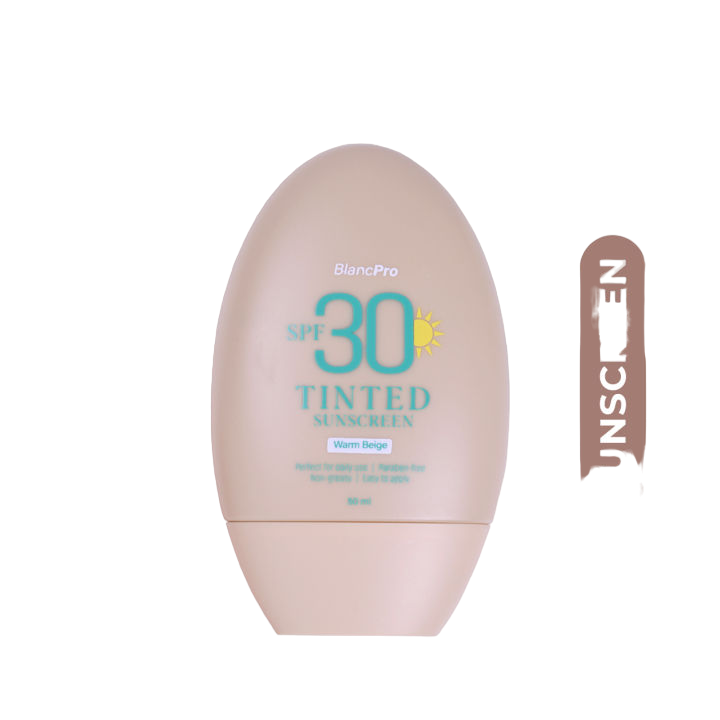 BlancPro
SPF 30
TINTED
SUNSCREEN
Warm Beige
Perfect for daily use | Paraben-free
Non-greasy | Easy to apply
50 ml